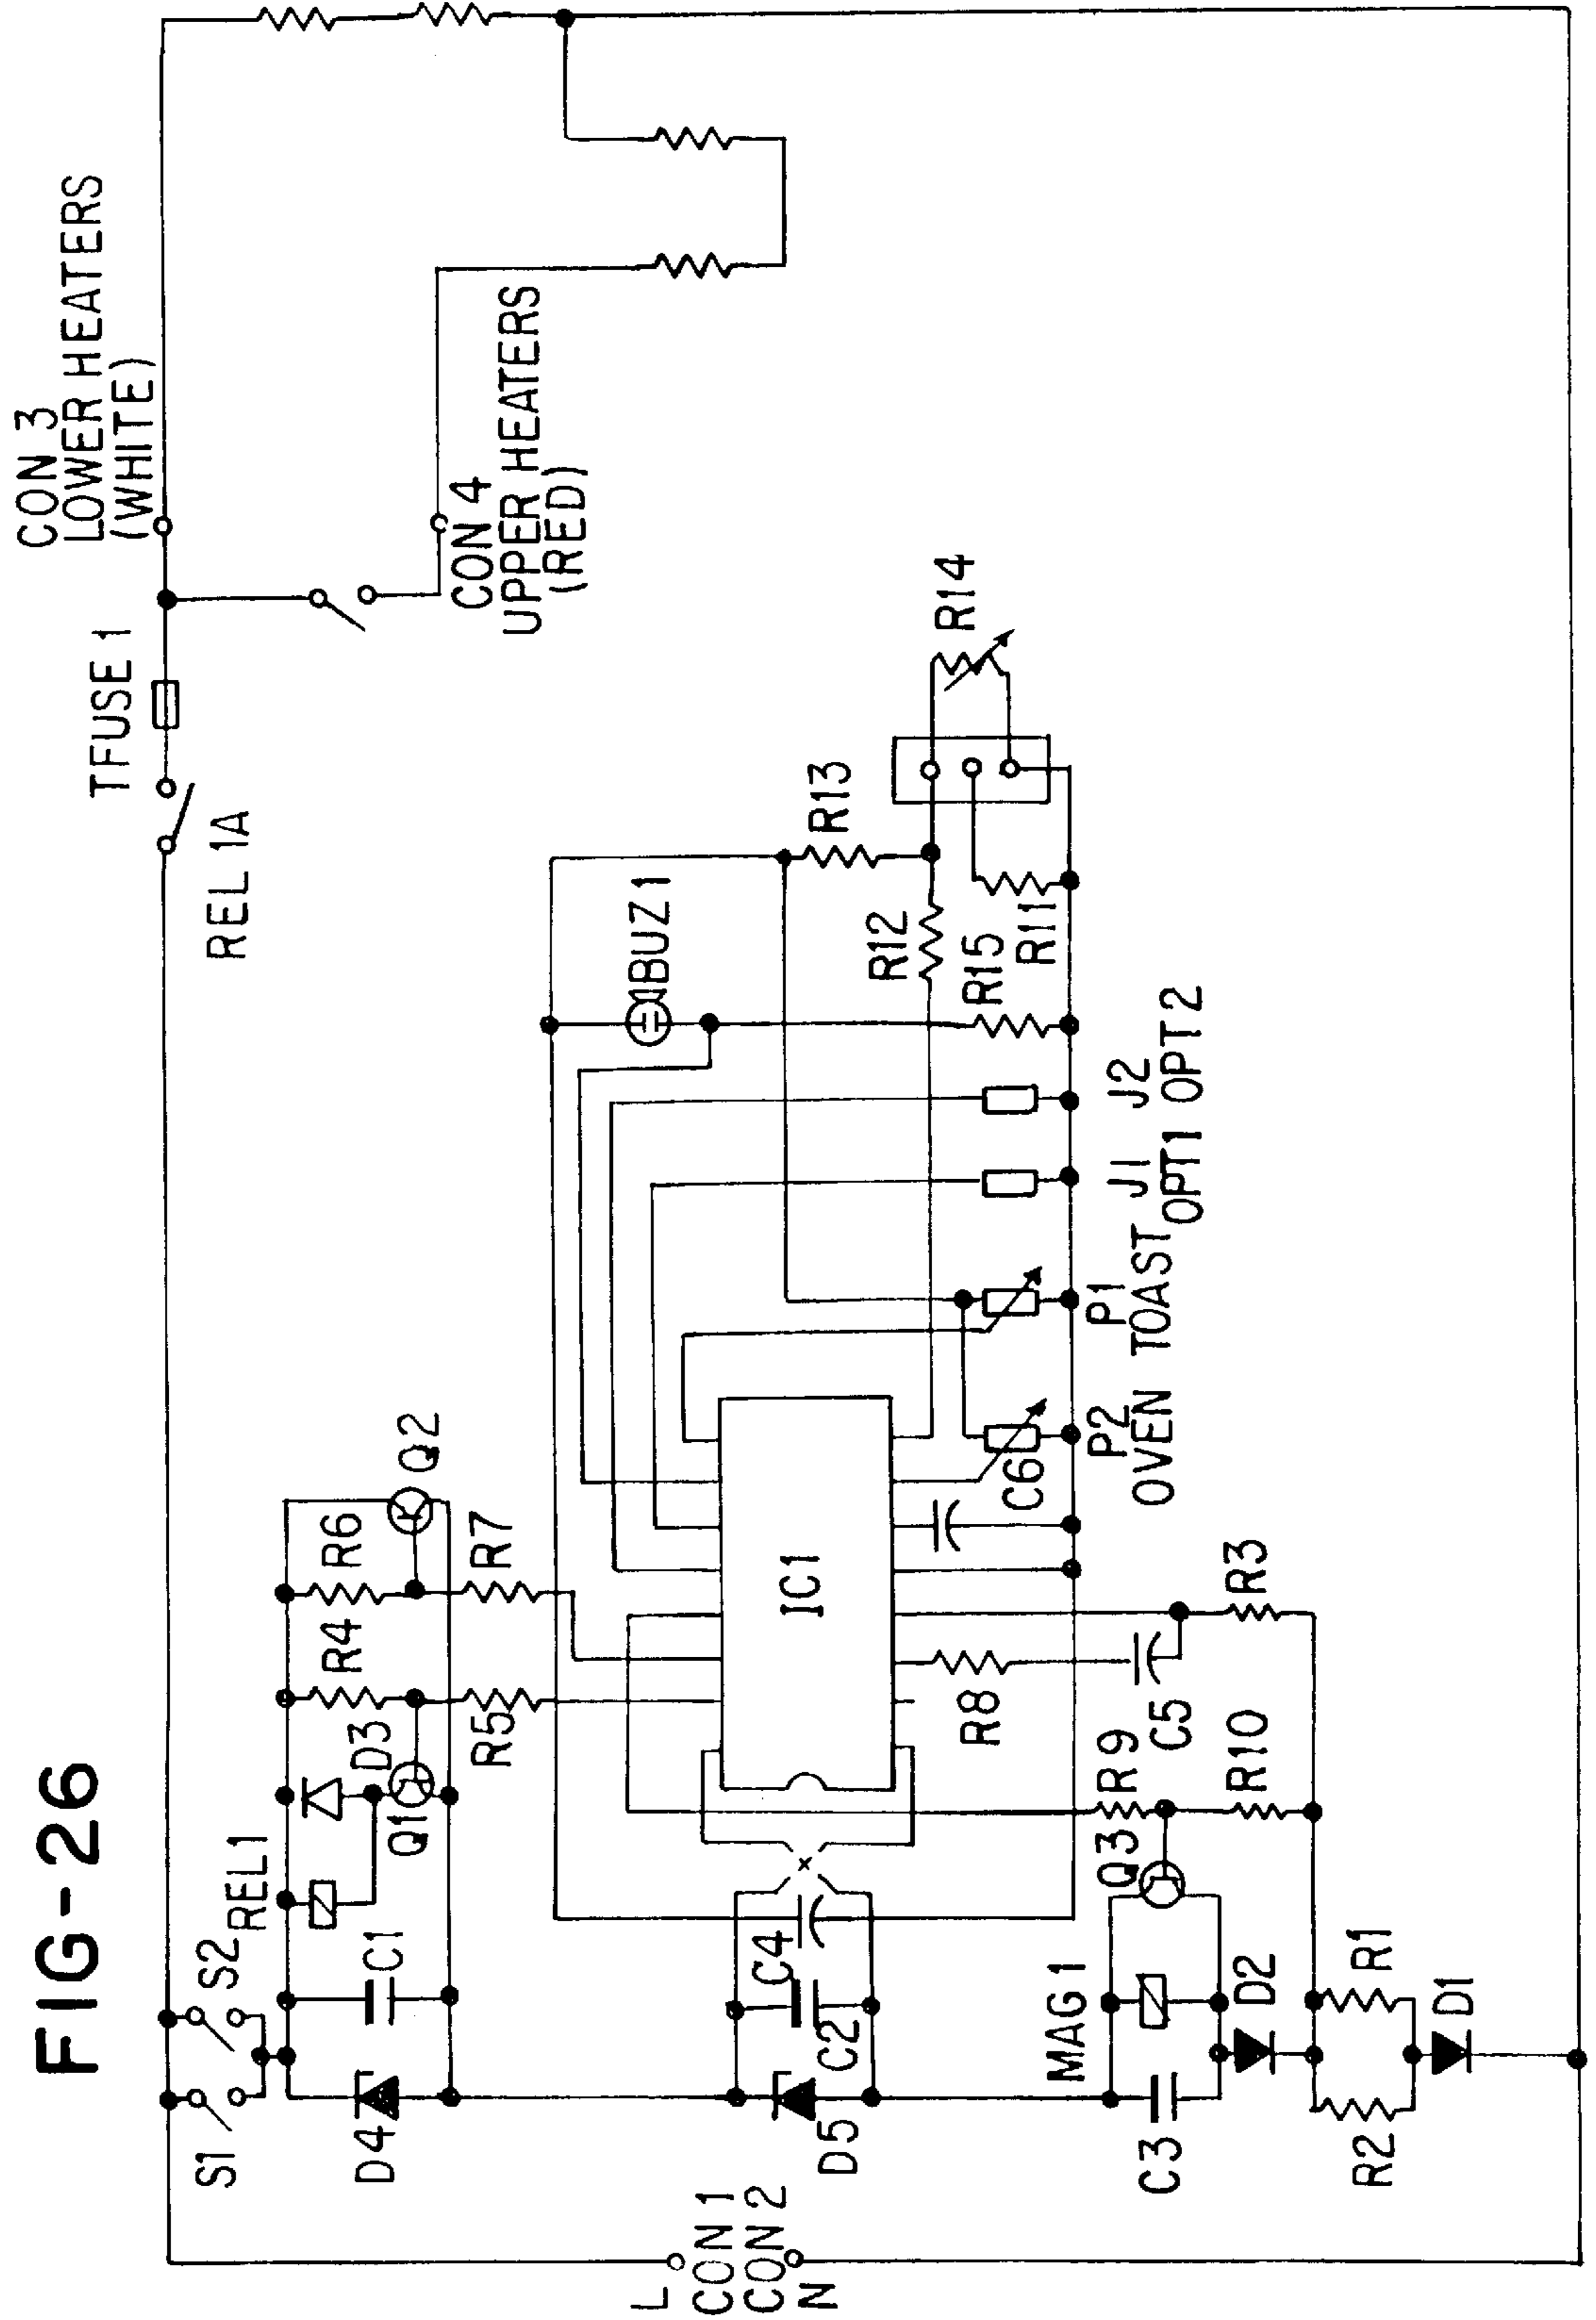 FIG-26
CON 3
LOWER HEATERS
(WHITE)
TFUSE 1
REL 1A
CON 4
UPPER HEATERS
(RED)
S1
S2
REL1
D4
C1
D3
Q1
R4
R6
Q2
R5
R7
L
CON 1
CON 2
N
D5
C2
C4
IC1
BUZ1
R13
R14
R12
R15
R11
C6
P2
OVEN
P1
TOAST
J1
OPT1
J2
OPT2
MAG 1
C3
Q3
D2
R9
R10
R8
C5
R3
R2
R1
D1